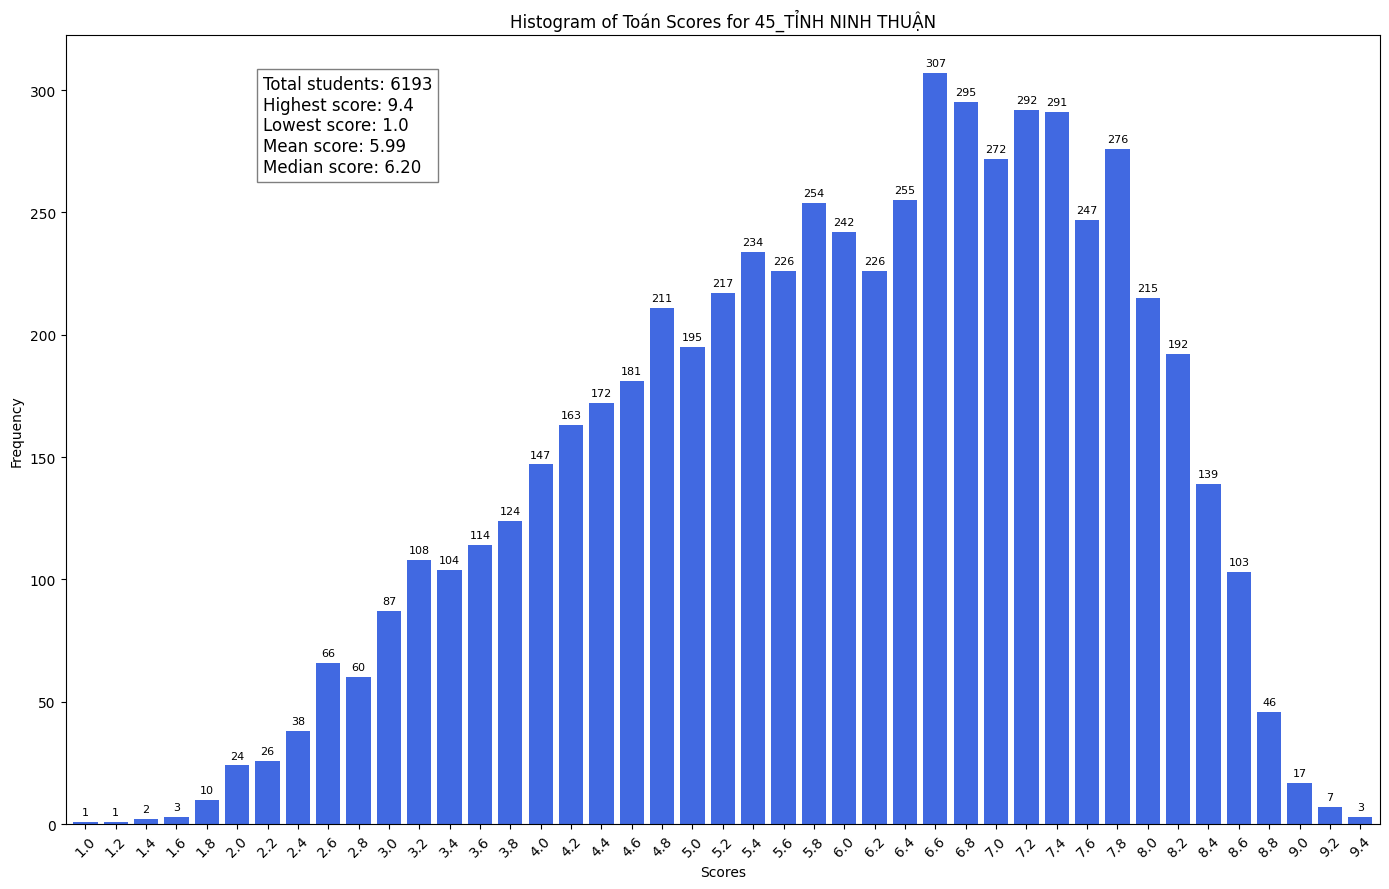 Histogram of Toán Scores for 45_TỈNH NINH THUẬN
Total students: 6193
Highest score: 9.4
Lowest score: 1.0
Mean score: 5.99
Median score: 6.20
Frequency
300
250
200
150
100
50
0
1 1 2 3 10 24 26 38 66 60 87 108 104 114 124 147 163 172 181 211 195 217 234 226 254 242 226 255 307 295 272 292 291 247 276 215 192 139 103 46 17 7 3
1.0 1.2 1.4 1.6 1.8 2.0 2.2 2.4 2.6 2.8 3.0 3.2 3.4 3.6 3.8 4.0 4.2 4.4 4.6 4.8 5.0 5.2 5.4 5.6 5.8 6.0 6.2 6.4 6.6 6.8 7.0 7.2 7.4 7.6 7.8 8.0 8.2 8.4 8.6 8.8 9.0 9.2 9.4
Scores